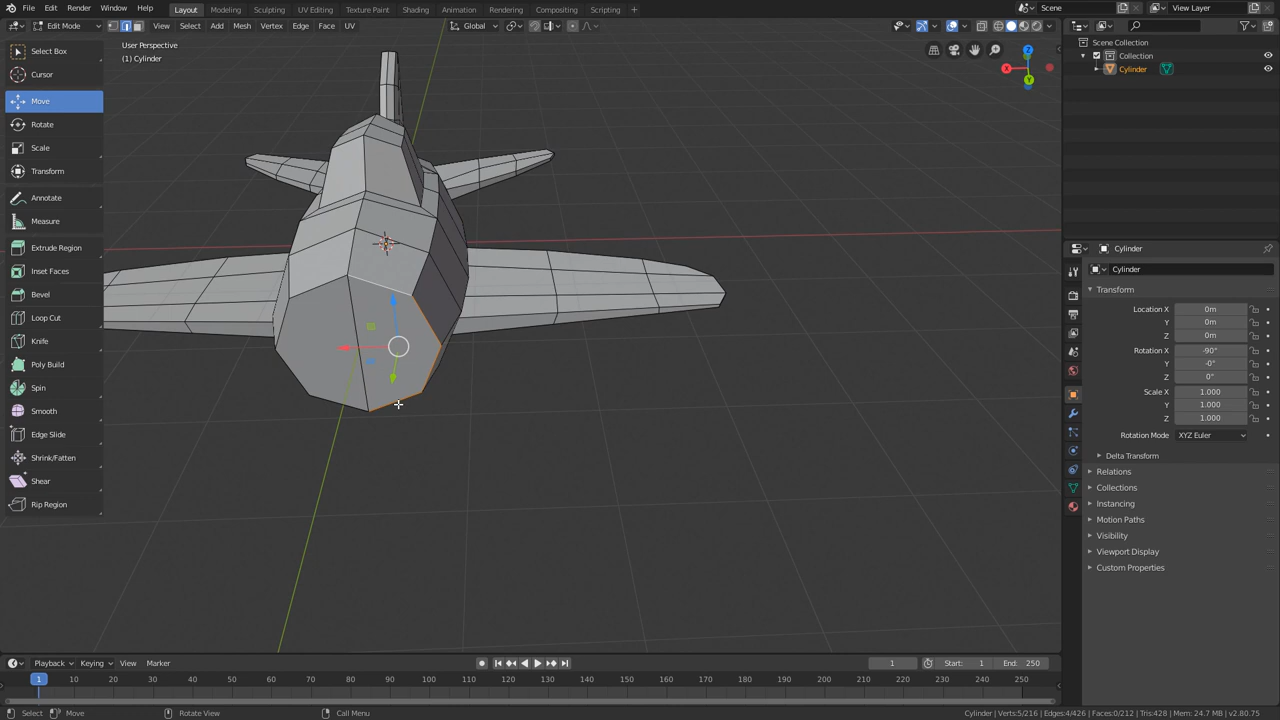 File Edit Render Window Help Layout Modeling Sculpting UV Editing Texture Paint Shading Animation Rendering Compositing Scripting Scene View Layer
Edit Mode View Select Add Mesh Vertex Edge Face UV Global
User Perspective
(1) Cylinder
Select Box
Cursor
Move
Rotate
Scale
Transform
Annotate
Measure
Extrude Region
Inset Faces
Bevel
Loop Cut
Knife
Poly Build
Spin
Smooth
Edge Slide
Shrink/Fatten
Shear
Rip Region
X
Y
Z
Scene Collection
Collection
Cylinder
Cylinder
Cylinder
Transform
Location X 0m
Y 0m
Z 0m
Rotation X -90°
Y -0°
Z 0°
Scale X 1.000
Y 1.000
Z 1.000
Rotation Mode XYZ Euler
Delta Transform
Relations
Collections
Instancing
Motion Paths
Visibility
Viewport Display
Custom Properties
Playback Keying View Marker 1 Start: 1 End: 250
1 10 20 30 40 50 60 70 80 90 100 110 120 130 140 150 160 170 180 190 200 210 220 230 240 250
Select Move Rotate View Call Menu Cylinder | Verts:5/216 | Edges:4/426 | Faces:0/212 | Tris:428 | Mem: 24.7 MB | v2.80.75